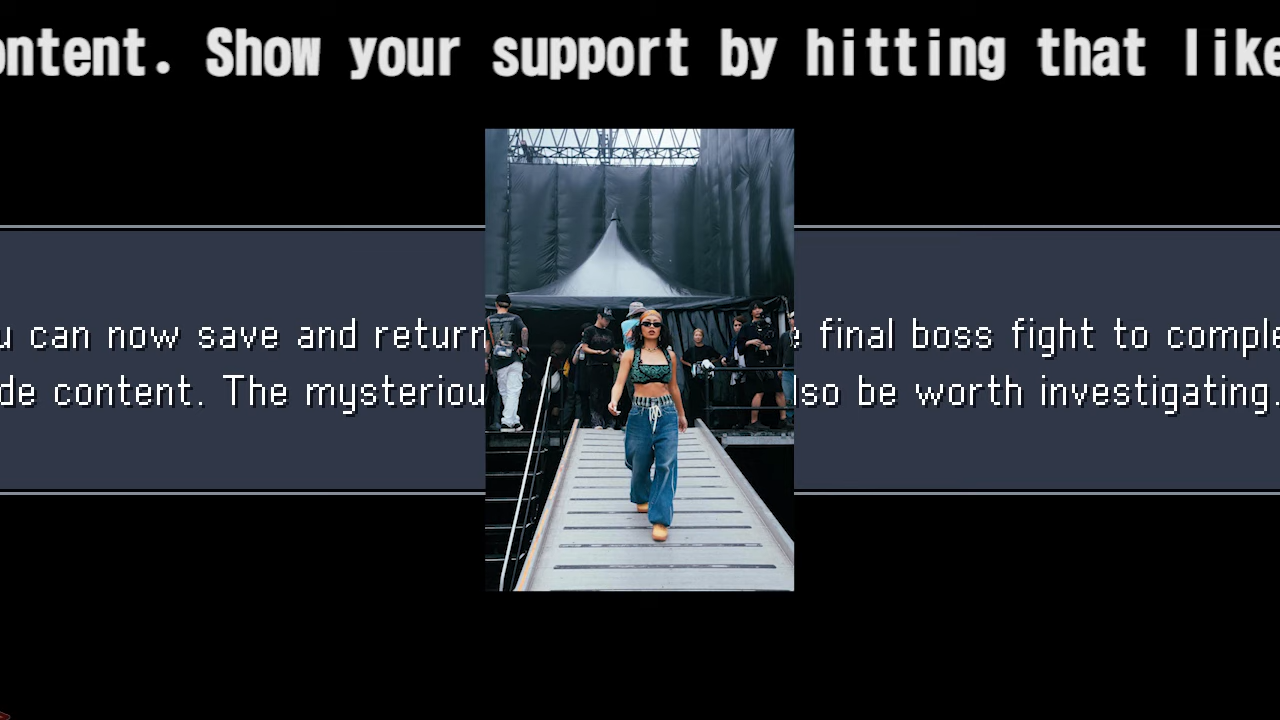 ontent. Show your support by hitting that like
u can now save and return
e final boss fight to comple
de content. The mysteriou
lso be worth investigating.